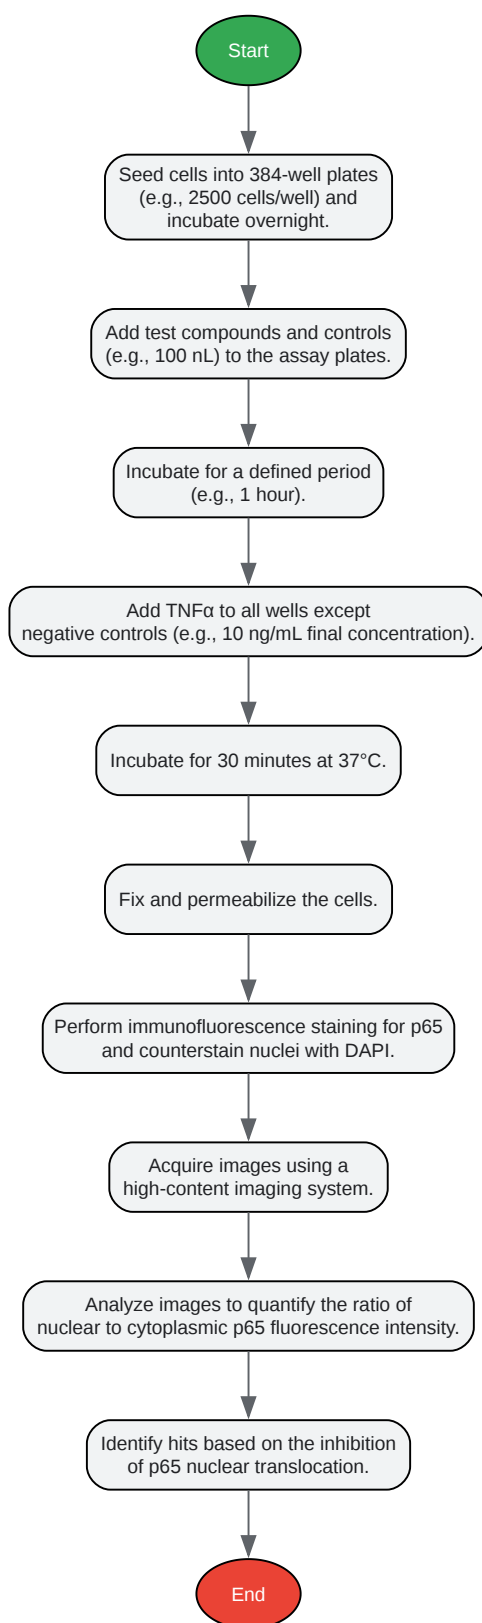 Start
Seed cells into 384-well plates
(e.g., 2500 cells/well) and
incubate overnight.
Add test compounds and controls
(e.g., 100 nL) to the assay plates.
Incubate for a defined period
(e.g., 1 hour).
Add TNFα to all wells except
negative controls (e.g., 10 ng/mL final concentration).
Incubate for 30 minutes at 37°C.
Fix and permeabilize the cells.
Perform immunofluorescence staining for p65
and counterstain nuclei with DAPI.
Acquire images using a
high-content imaging system.
Analyze images to quantify the ratio of
nuclear to cytoplasmic p65 fluorescence intensity.
Identify hits based on the inhibition
of p65 nuclear translocation.
End